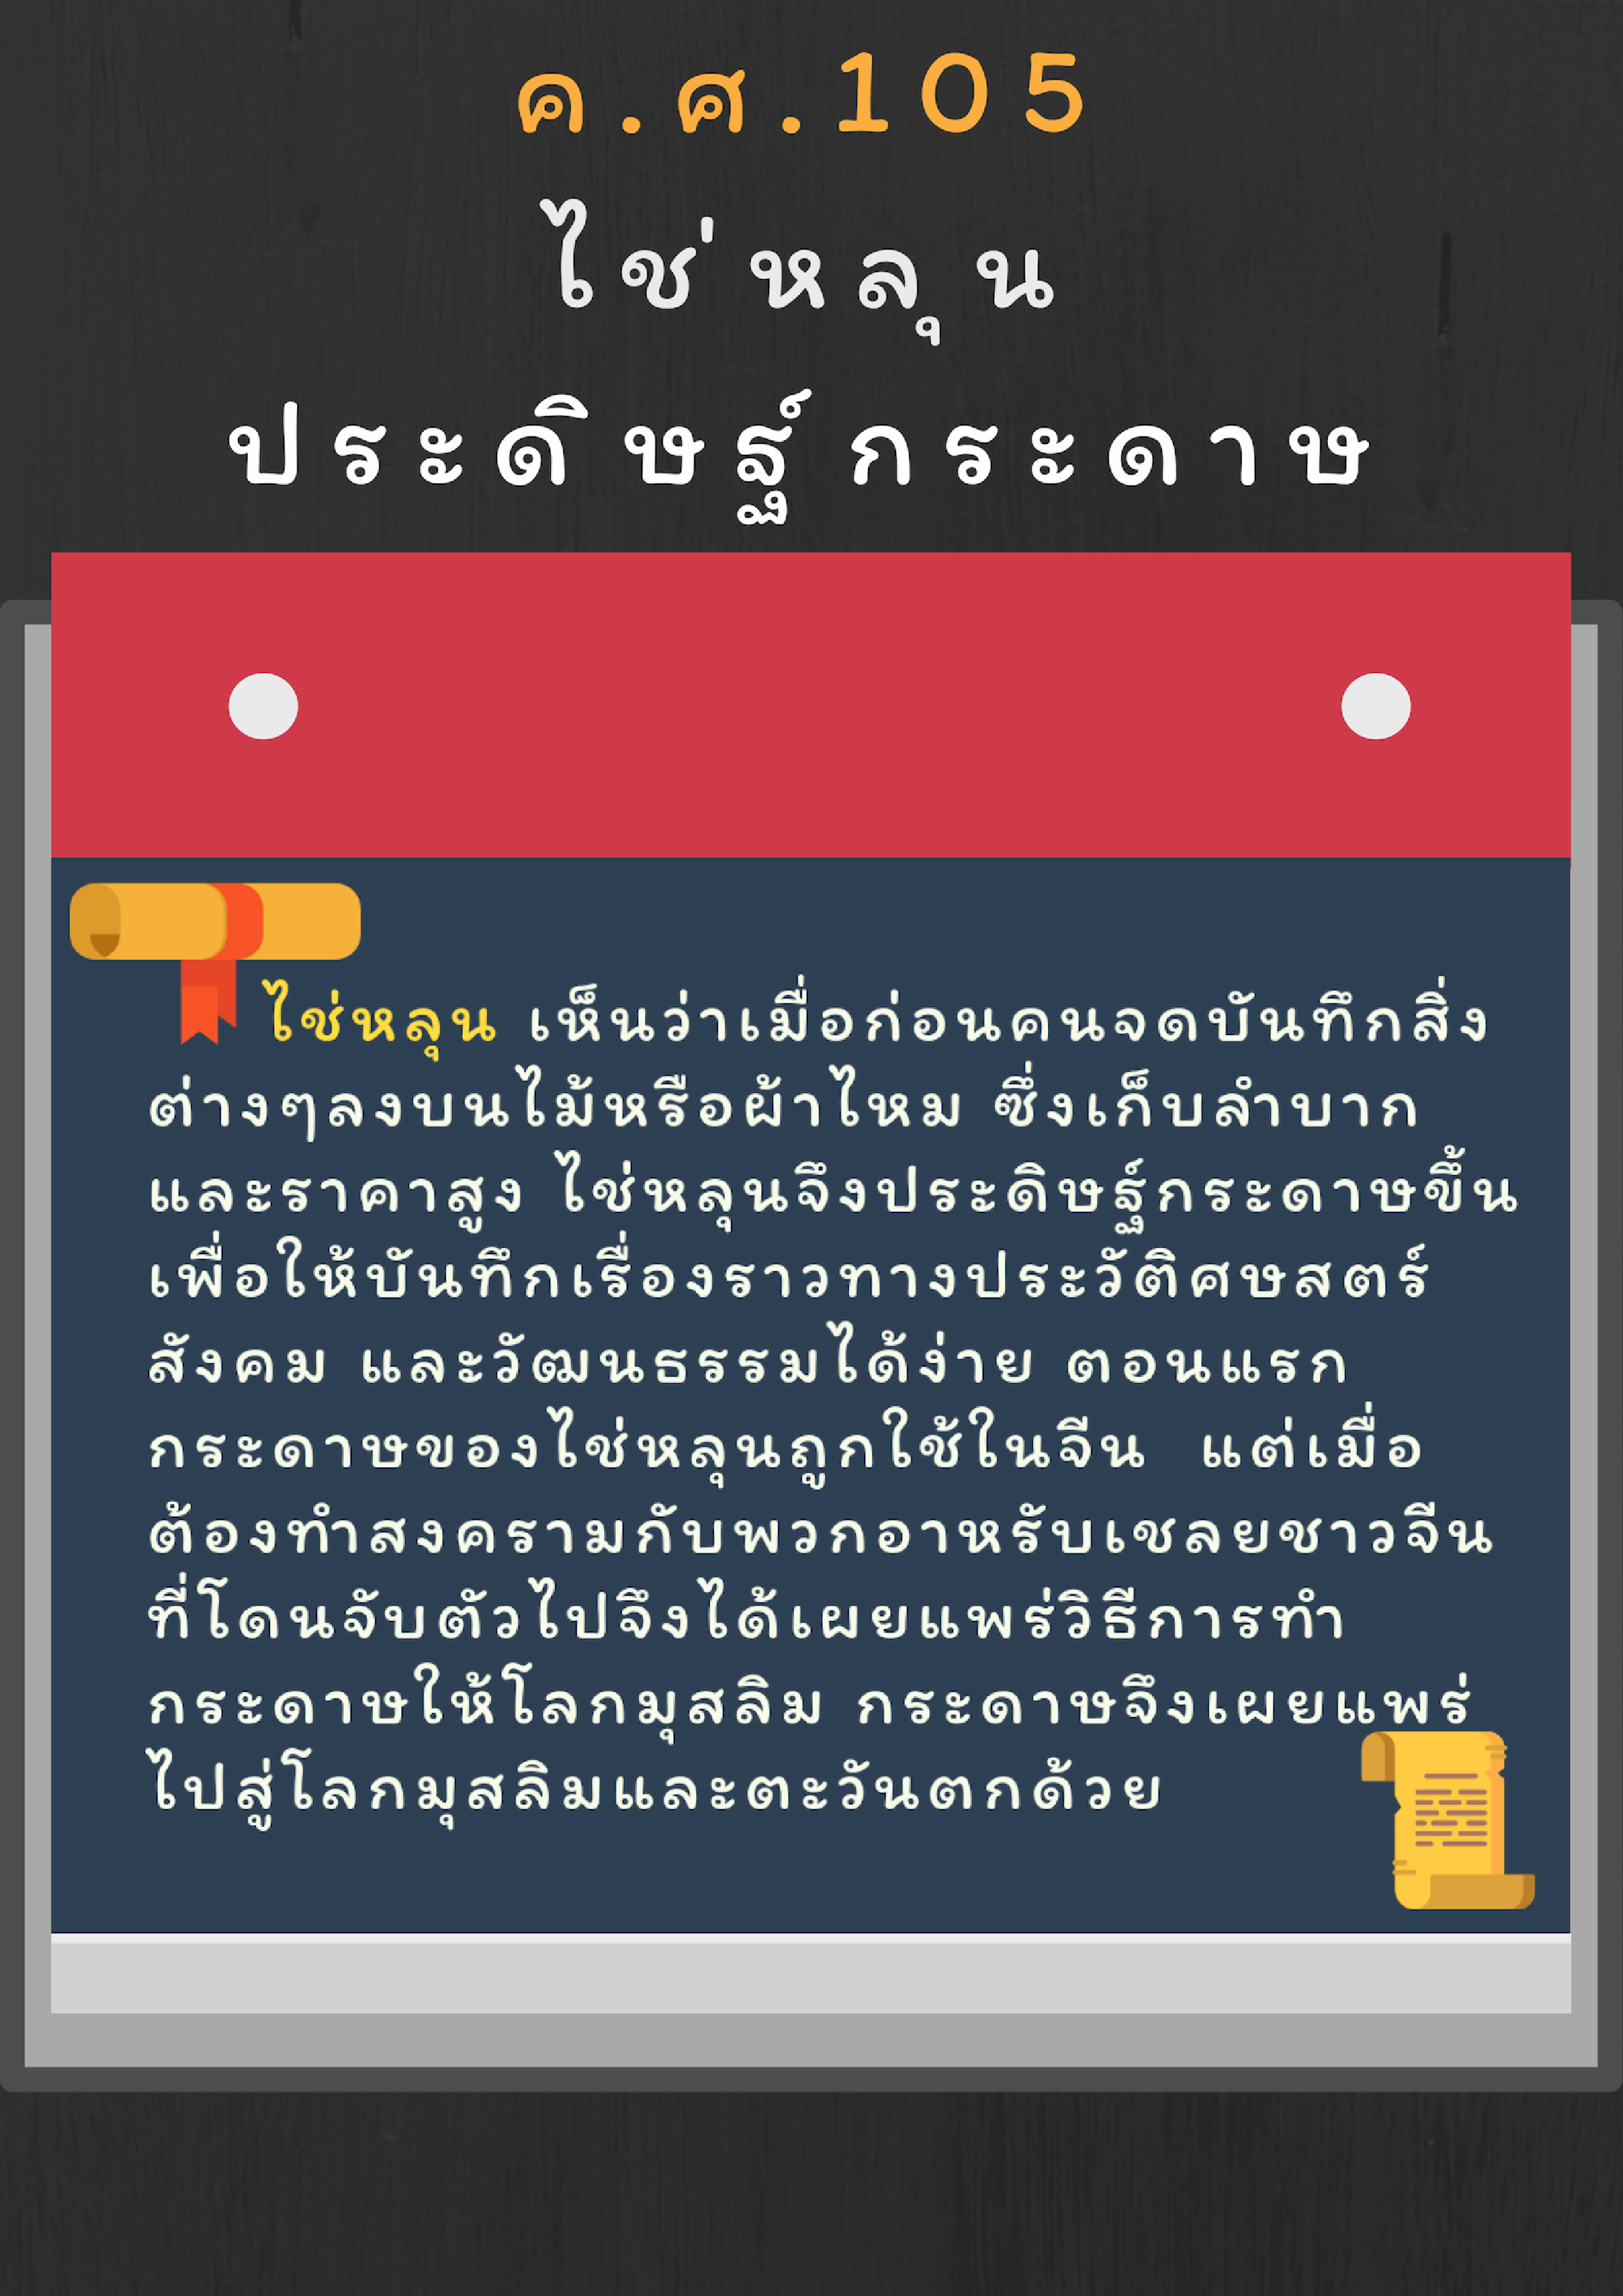 ค.ศ.105
ไช่หลุน
ประดิษฐ์กระดาษ
ไช่หลุน เห็นว่าเมื่อก่อนคนจดบันทึกสิ่ง
ต่างๆลงบนไม้หรือผ้าไหม ซึ่งเก็บลำบาก
และราคาสูง ไช่หลุนจึงประดิษฐ์กระดาษขึ้น
เพื่อให้บันทึกเรื่องราวทางประวัติศษสตร์
สังคม และวัฒนธรรมได้ง่าย ตอนแรก
กระดาษของไช่หลุนถูกใช้ในจีน แต่เมื่อ
ต้องทำสงครามกับพวกอาหรับเชลยชาวจีน
ที่โดนจับตัวไปจึงได้เผยแพร่วิธีการทำ
กระดาษให้โลกมุสลิม กระดาษจึงเผยแพร่
ไปสู่โลกมุสลิมและตะวันตกด้วย